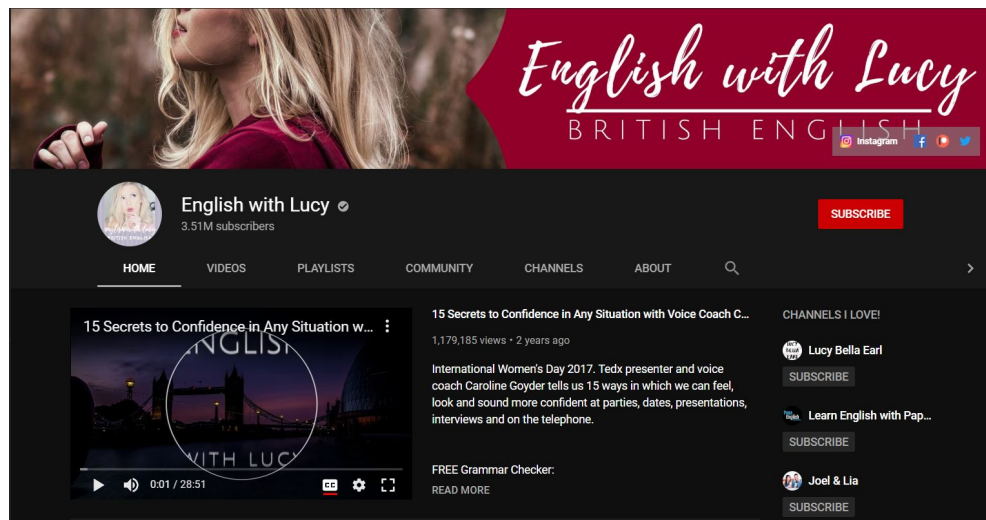 English with Lucy
BRITISH ENGLISH
Instagram
English with Lucy
3.51M subscribers
SUBSCRIBE
HOME VIDEOS PLAYLISTS COMMUNITY CHANNELS ABOUT
15 Secrets to Confidence in Any Situation w...
ENGLISH
WITH LUCY
0:01 / 28:51
CC
15 Secrets to Confidence in Any Situation with Voice Coach C...
1,179,185 views • 2 years ago
International Women's Day 2017. Tedx presenter and voice
coach Caroline Goyder tells us 15 ways in which we can feel,
look and sound more confident at parties, dates, presentations,
interviews and on the telephone.
FREE Grammar Checker:
READ MORE
CHANNELS I LOVE!
Lucy Bella Earl
SUBSCRIBE
Learn English with Pap...
SUBSCRIBE
Joel & Lia
SUBSCRIBE